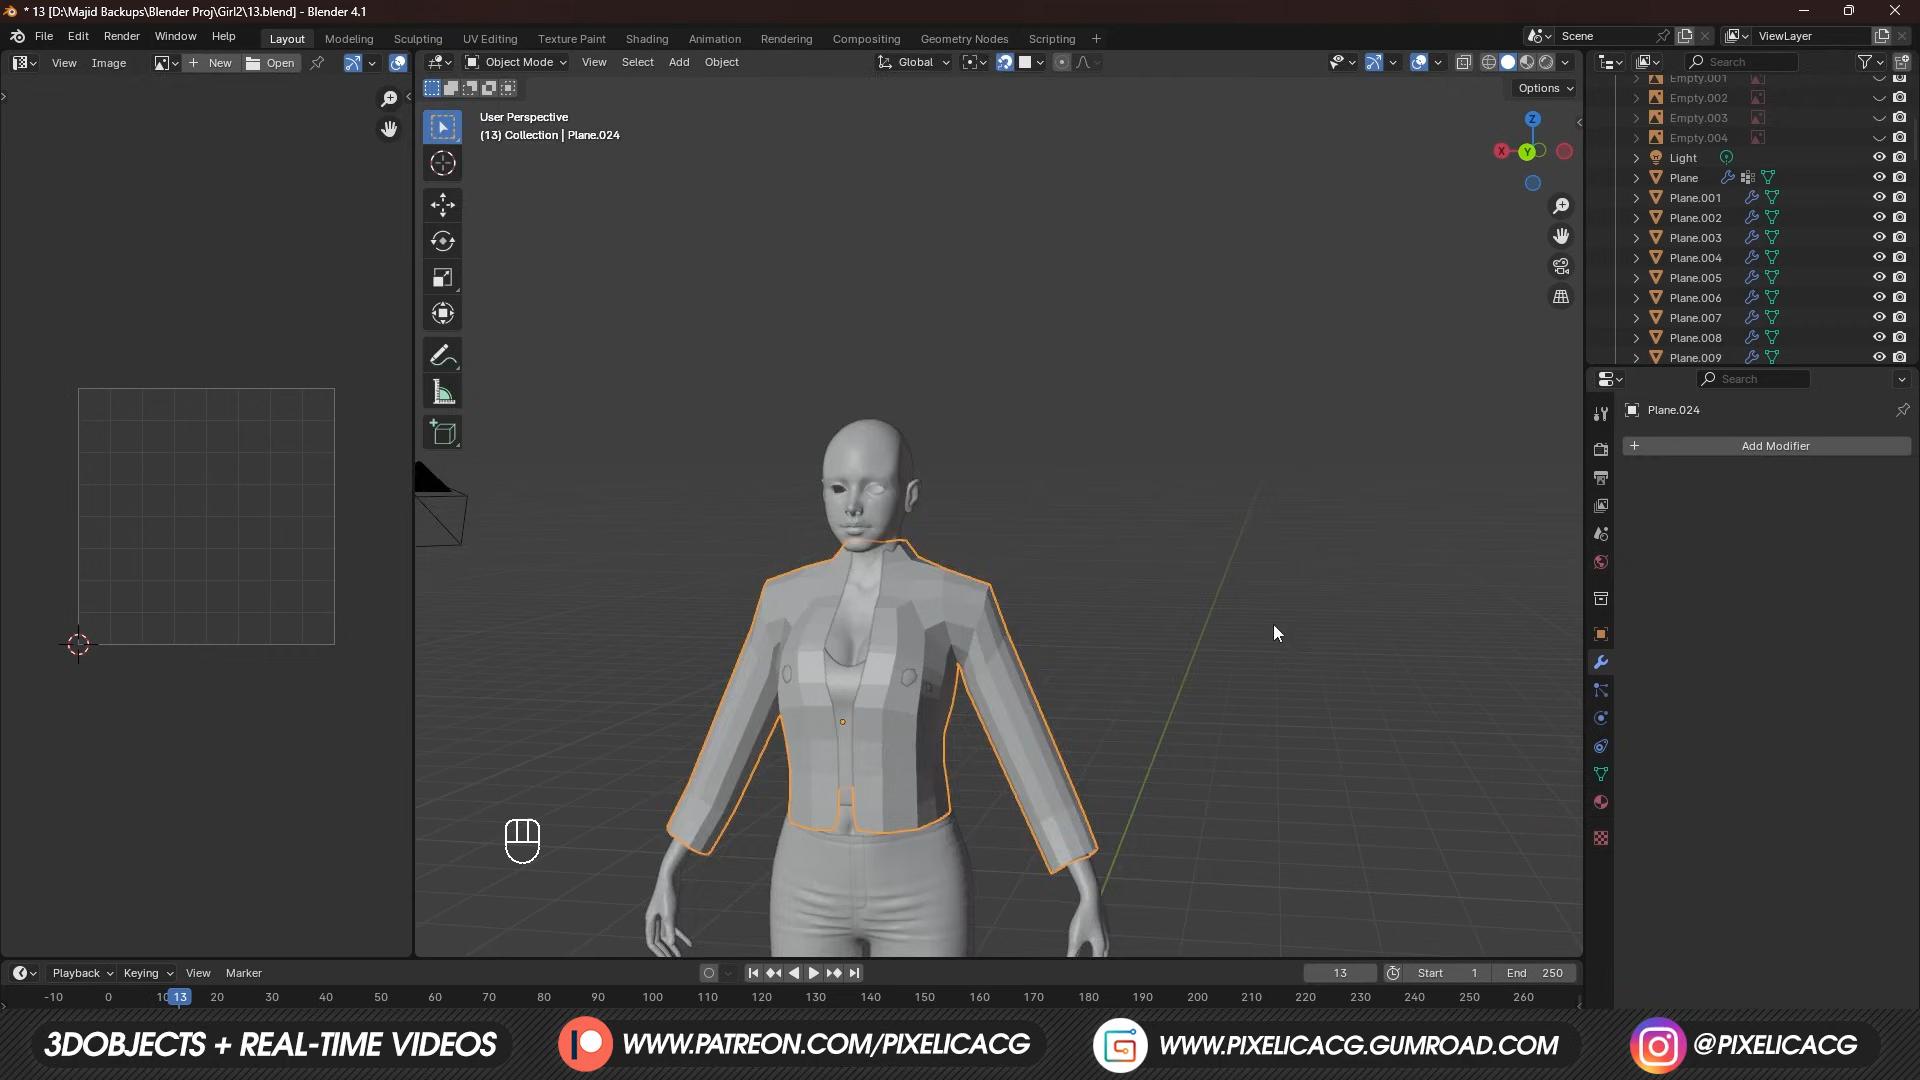 * 13 [D:\Majid Backups\Blender Proj\Girl2\13.blend] - Blender 4.1
File Edit Render Window Help Layout Modeling Sculpting UV Editing Texture Paint Shading Animation Rendering Compositing Geometry Nodes Scripting + Scene ViewLayer
View Image + New Open Object Mode View Select Add Object Global Search
Options
User Perspective
(13) Collection | Plane.024
Z
X
Y
Empty.001
Empty.002
Empty.003
Empty.004
Light
Plane
Plane.001
Plane.002
Plane.003
Plane.004
Plane.005
Plane.006
Plane.007
Plane.008
Plane.009
Search
Plane.024
+ Add Modifier
Playback Keying View Marker 13 Start 1 End 250
-10 0 10 13 20 30 40 50 60 70 80 90 100 110 120 130 140 150 160 170 180 190 200 210 220 230 240 250 260
3DOBJECTS + REAL-TIME VIDEOS WWW.PATREON.COM/PIXELICACG WWW.PIXELICACG.GUMROAD.COM @PIXELICACG